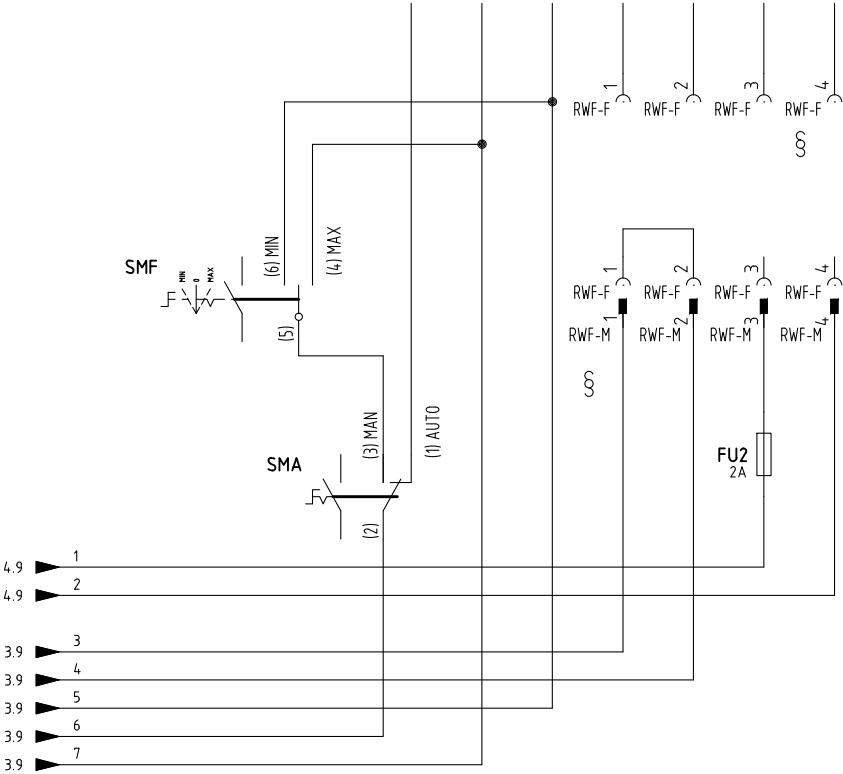 1 2 3 4
RWF-F RWF-F RWF-F RWF-F
§
SMF MIN 0 MAX (6) MIN (4) MAX
1 2 3 4
RWF-F RWF-F RWF-F RWF-F
(5)
1 2 3 4
RWF-M RWF-M RWF-M RWF-M
§
SMA (3) MAN (1) AUTO
FU2
2A
(2)
4.9 1
4.9 2
3.9 3
3.9 4
3.9 5
3.9 6
3.9 7